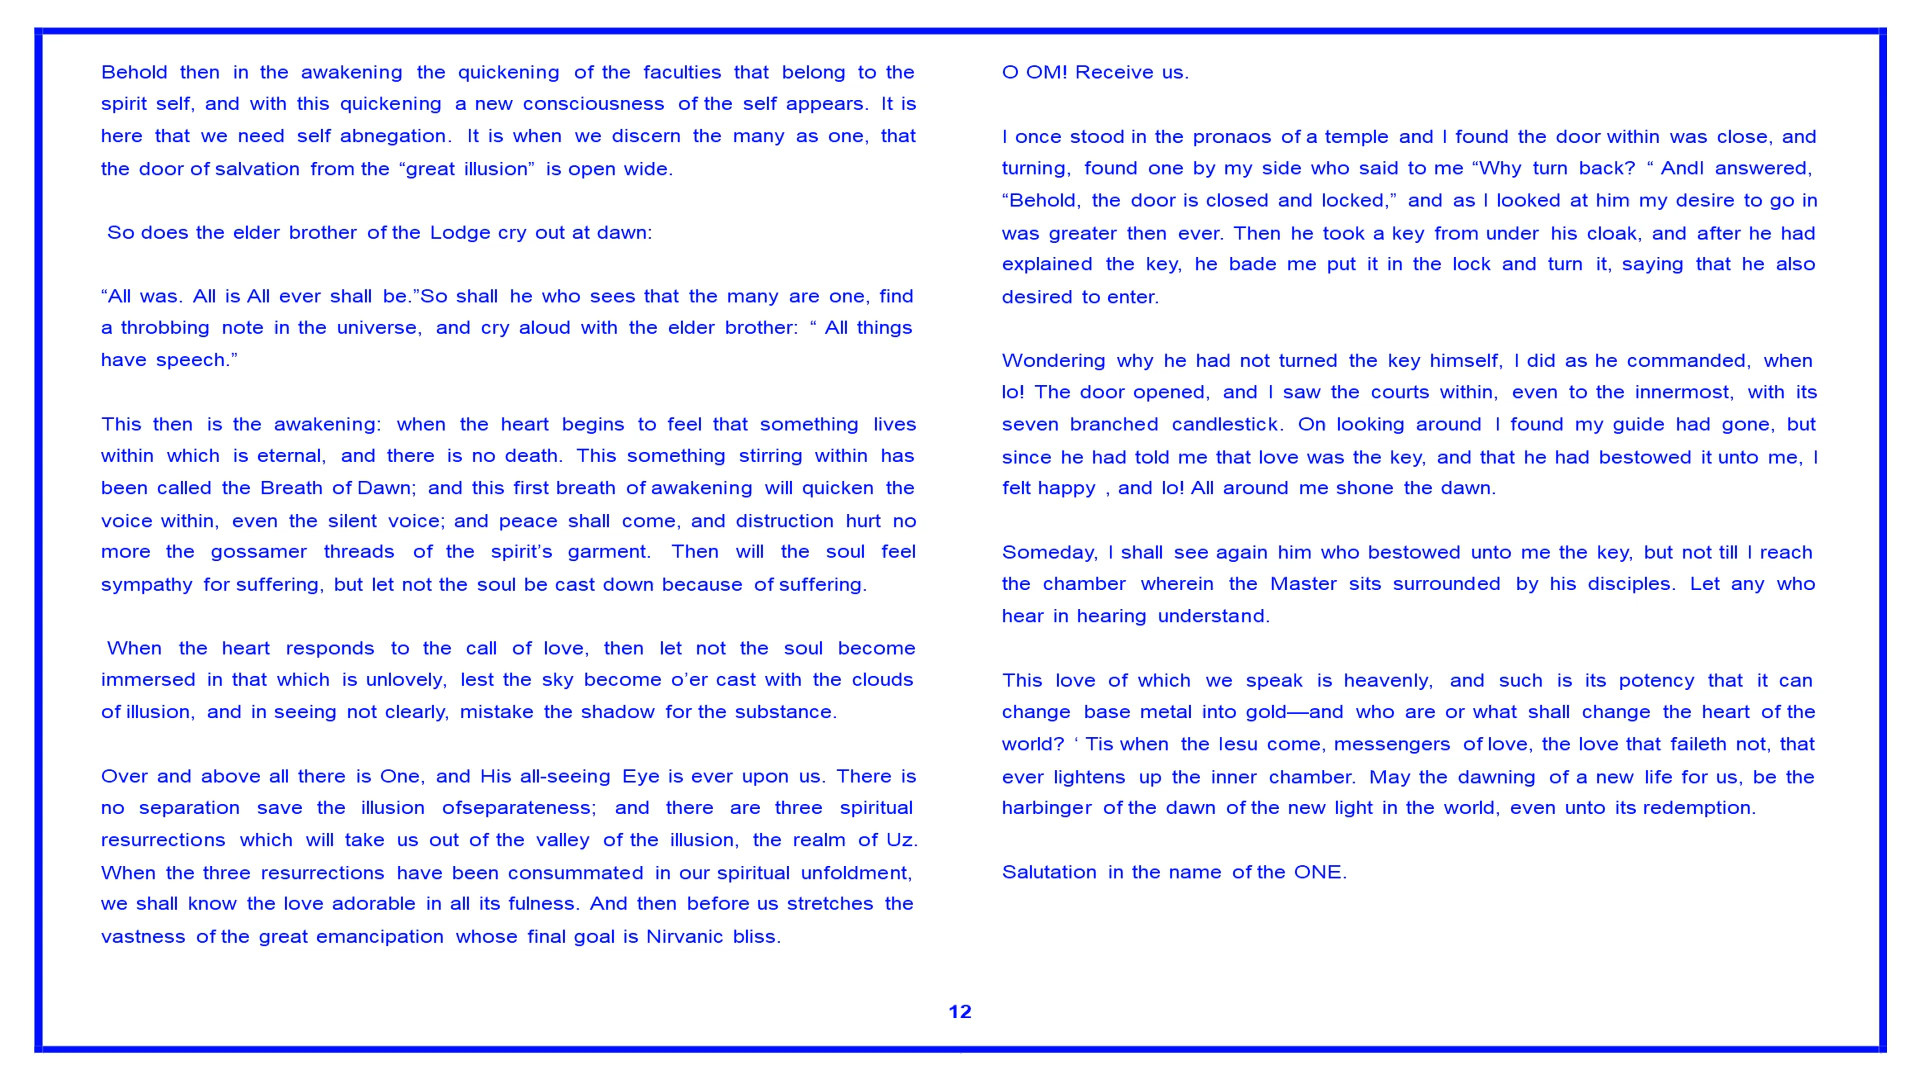 Behold then in the awakening the quickening of the faculties that belong to the
spirit self, and with this quickening a new consciousness of the self appears. It is
here that we need self abnegation. It is when we discern the many as one, that
the door of salvation from the “great illusion” is open wide.
So does the elder brother of the Lodge cry out at dawn:
“All was. All is All ever shall be.”So shall he who sees that the many are one, find
a throbbing note in the universe, and cry aloud with the elder brother: “ All things
have speech.”
This then is the awakening: when the heart begins to feel that something lives
within which is eternal, and there is no death. This something stirring within has
been called the Breath of Dawn; and this first breath of awakening will quicken the
voice within, even the silent voice; and peace shall come, and distruction hurt no
more the gossamer threads of the spirit’s garment. Then will the soul feel
sympathy for suffering, but let not the soul be cast down because of suffering.
When the heart responds to the call of love, then let not the soul become
immersed in that which is unlovely, lest the sky become o’er cast with the clouds
of illusion, and in seeing not clearly, mistake the shadow for the substance.
Over and above all there is One, and His all-seeing Eye is ever upon us. There is
no separation save the illusion ofseparateness; and there are three spiritual
resurrections which will take us out of the valley of the illusion, the realm of Uz.
When the three resurrections have been consummated in our spiritual unfoldment,
we shall know the love adorable in all its fulness. And then before us stretches the
vastness of the great emancipation whose final goal is Nirvanic bliss.
O OM! Receive us.
I once stood in the pronaos of a temple and I found the door within was close, and
turning, found one by my side who said to me “Why turn back? “ AndI answered,
“Behold, the door is closed and locked,” and as I looked at him my desire to go in
was greater then ever. Then he took a key from under his cloak, and after he had
explained the key, he bade me put it in the lock and turn it, saying that he also
desired to enter.
Wondering why he had not turned the key himself, I did as he commanded, when
lo! The door opened, and I saw the courts within, even to the innermost, with its
seven branched candlestick. On looking around I found my guide had gone, but
since he had told me that love was the key, and that he had bestowed it unto me, I
felt happy , and lo! All around me shone the dawn.
Someday, I shall see again him who bestowed unto me the key, but not till I reach
the chamber wherein the Master sits surrounded by his disciples. Let any who
hear in hearing understand.
This love of which we speak is heavenly, and such is its potency that it can
change base metal into gold—and who are or what shall change the heart of the
world? ‘ Tis when the Iesu come, messengers of love, the love that faileth not, that
ever lightens up the inner chamber. May the dawning of a new life for us, be the
harbinger of the dawn of the new light in the world, even unto its redemption.
Salutation in the name of the ONE.
12